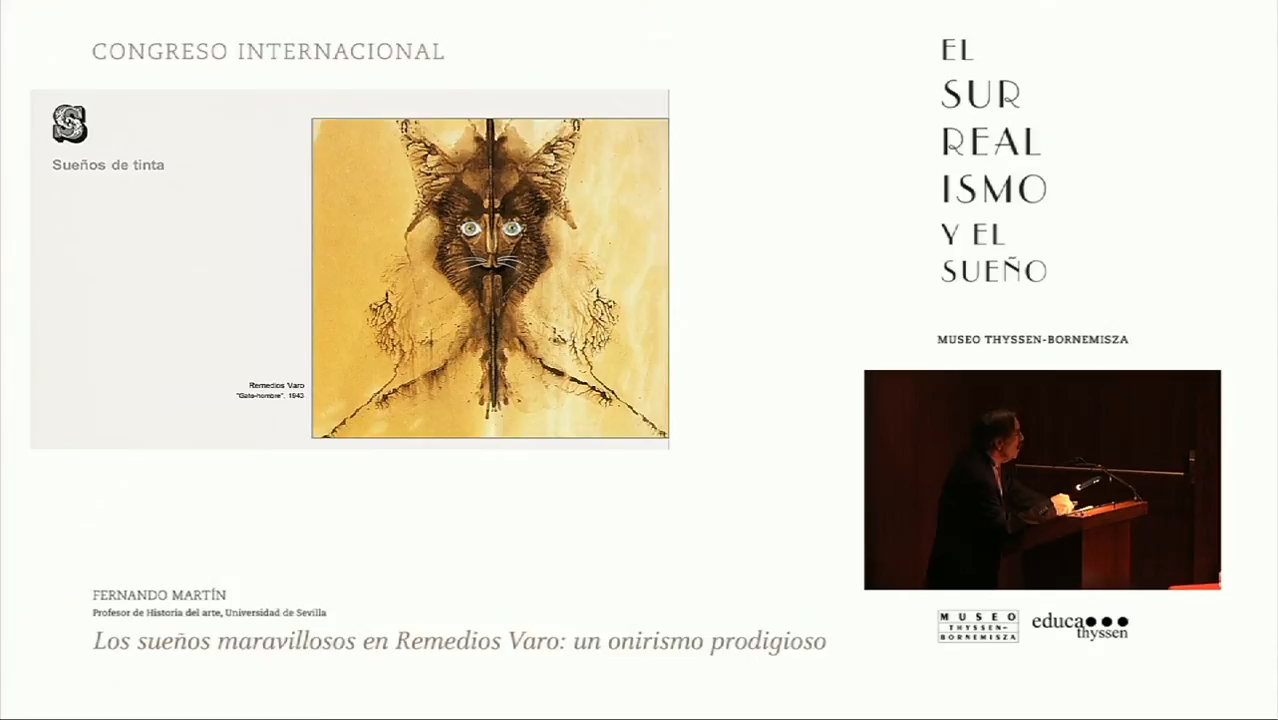 CONGRESO INTERNACIONAL
S
Sueños de tinta
Remedios Varo
"Gato-hombre". 1943
EL
SUR
REAL
ISMO
Y EL
SUEÑO
MUSEO THYSSEN-BORNEMISZA
FERNANDO MARTÍN
Profesor de Historia del arte, Universidad de Sevilla
Los sueños maravillosos en Remedios Varo: un onirismo prodigioso
MUSEO
THYSSEN-
BORNEMISZA
educa
thyssen